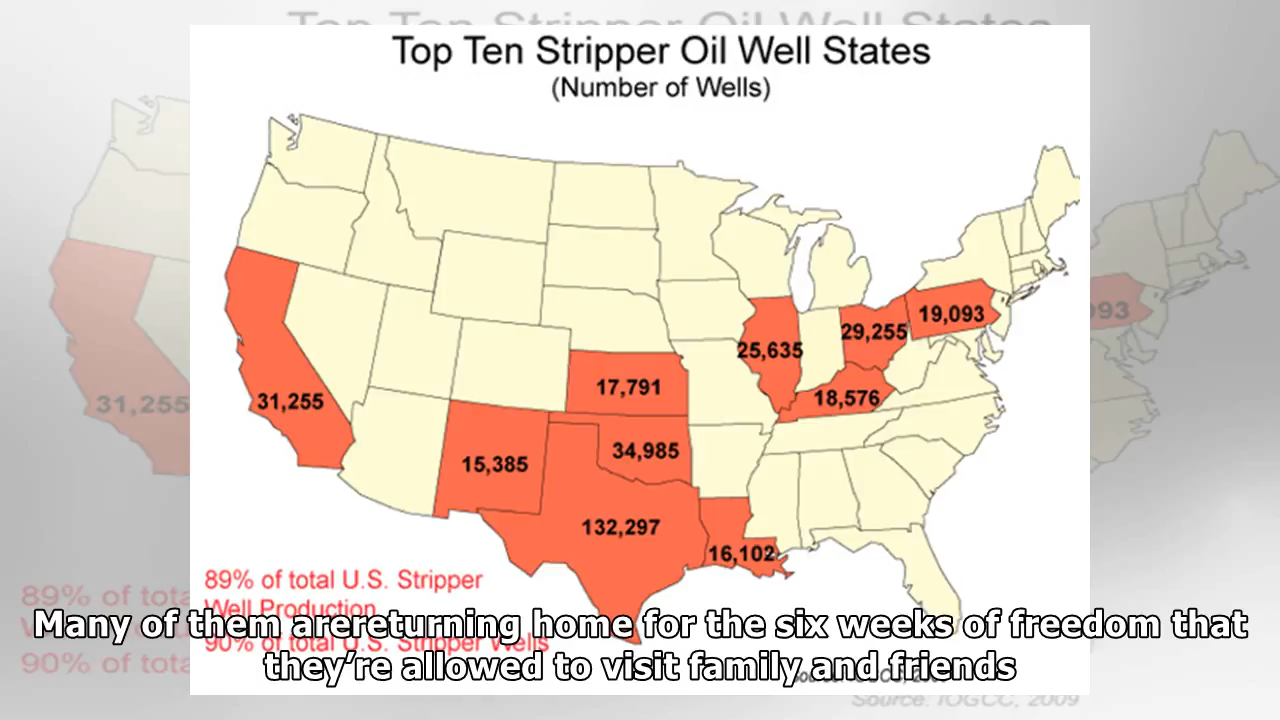 Top Ten Stripper Oil Well States
(Number of Wells)
19,093
29,255
25,635
17,791
18,576
31,255
34,985
15,385
132,297
16,102
89% of total U.S. Stripper
Well Production
90% of total U.S. Stripper Wells
Many of them arereturning home for the six weeks of freedom that
they’re allowed to visit family and friends
Source: IOGCC, 2009